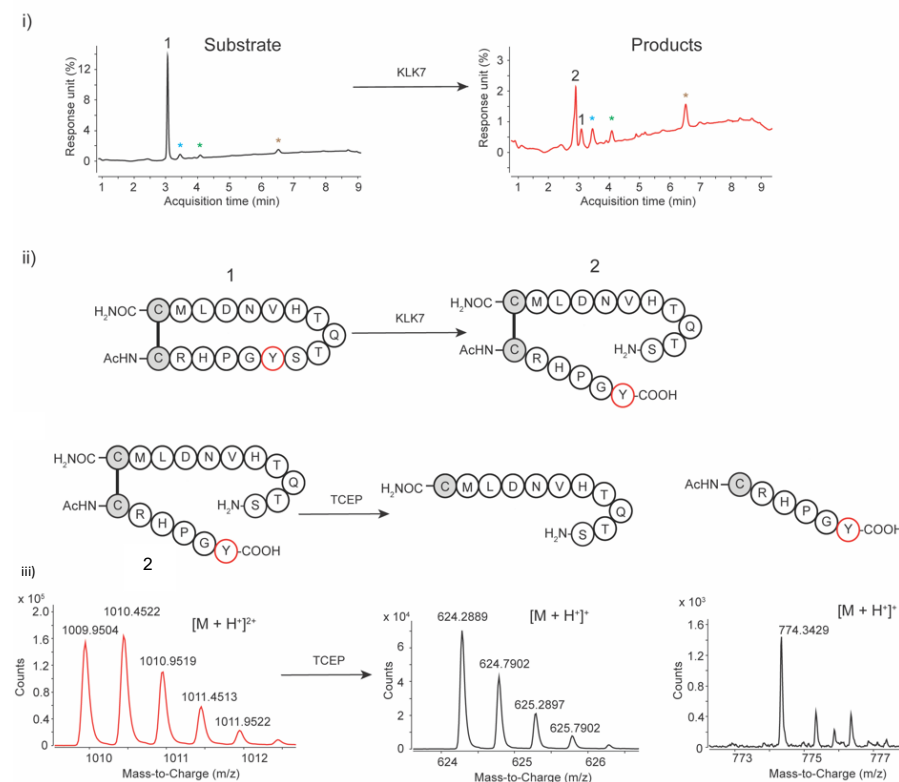 i)
Substrate
Products
KLK7
Response unit (%)
12
8
4
0
1
*
*
*
1 2 3 4 5 6 7 8 9
Acquisition time (min)
Response unit (%)
3
2
1
0
2
1
*
*
*
1 2 3 4 5 6 7 8 9
Acquisition time (min)
ii)
1
2
H2NOC C M L D N V H T Q
AcHN C R H P G Y S T
KLK7
H2NOC C M L D N V H T Q
H2N S T
AcHN C R H P G Y COOH
H2NOC C M L D N V H T Q
H2N S T
AcHN C R H P G Y COOH
2
TCEP
H2NOC C M L D N V H T Q
H2N S T
AcHN C R H P G Y COOH
iii)
x 10⁵
2.0
1.6
1.2
0.8
0.4
0
Counts
[M + H⁺]²⁺
1009.9504
1010.4522
1010.9519
1011.4513
1011.9522
1010 1011 1012
Mass-to-Charge (m/z)
TCEP
x 10⁴
8
6
4
2
0
Counts
[M + H⁺]⁺
624.2889
624.7902
625.2897
625.7902
624 625 626
Mass-to-Charge (m/z)
x 10³
1.6
1.2
0.8
0.4
0
Counts
[M + H⁺]⁺
774.3429
773 775 777
Mass-to-Charge (m/z)